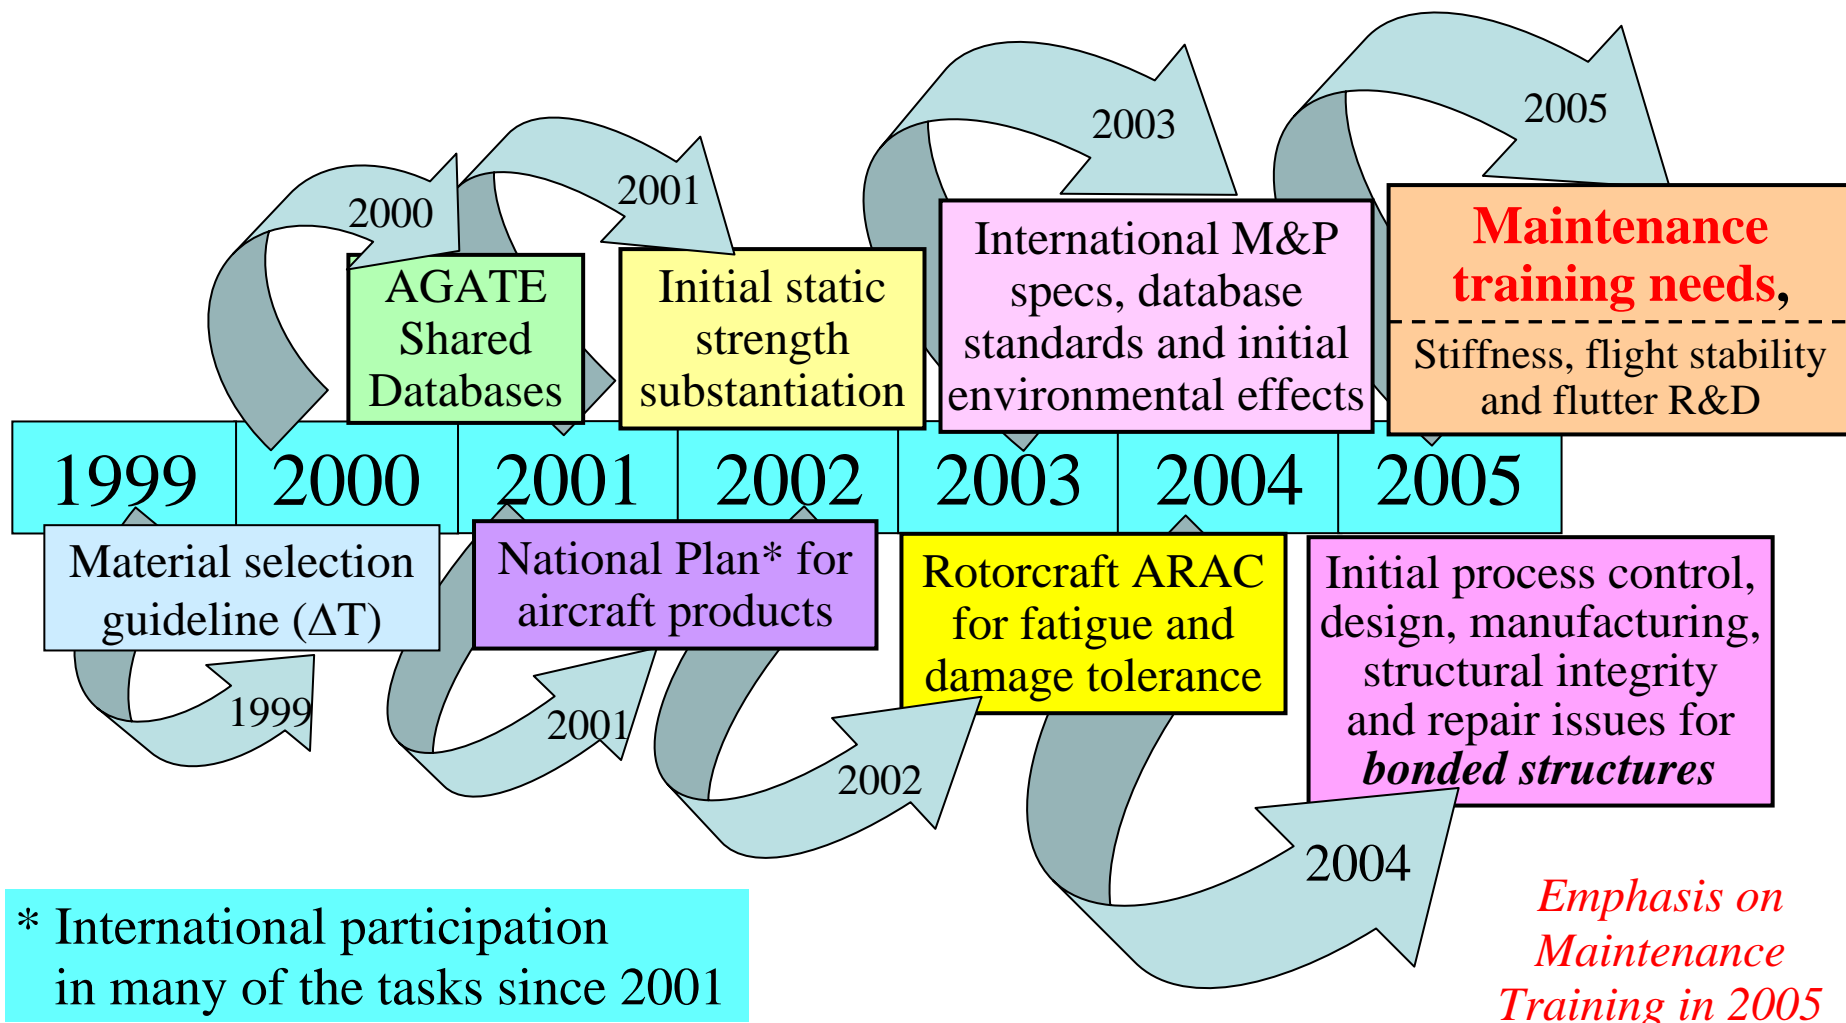 2000
2001
2003
2005
AGATE
Shared
Databases
Initial static
strength
substantiation
International M&P
specs, database
standards and initial
environmental effects
Maintenance
training needs,
Stiffness, flight stability
and flutter R&D
1999 2000 2001 2002 2003 2004 2005
Material selection
guideline (ΔT)
National Plan* for
aircraft products
Rotorcraft ARAC
for fatigue and
damage tolerance
Initial process control,
design, manufacturing,
structural integrity
and repair issues for
bonded structures
1999
2001
2002
2004
* International participation
in many of the tasks since 2001
Emphasis on
Maintenance
Training in 2005